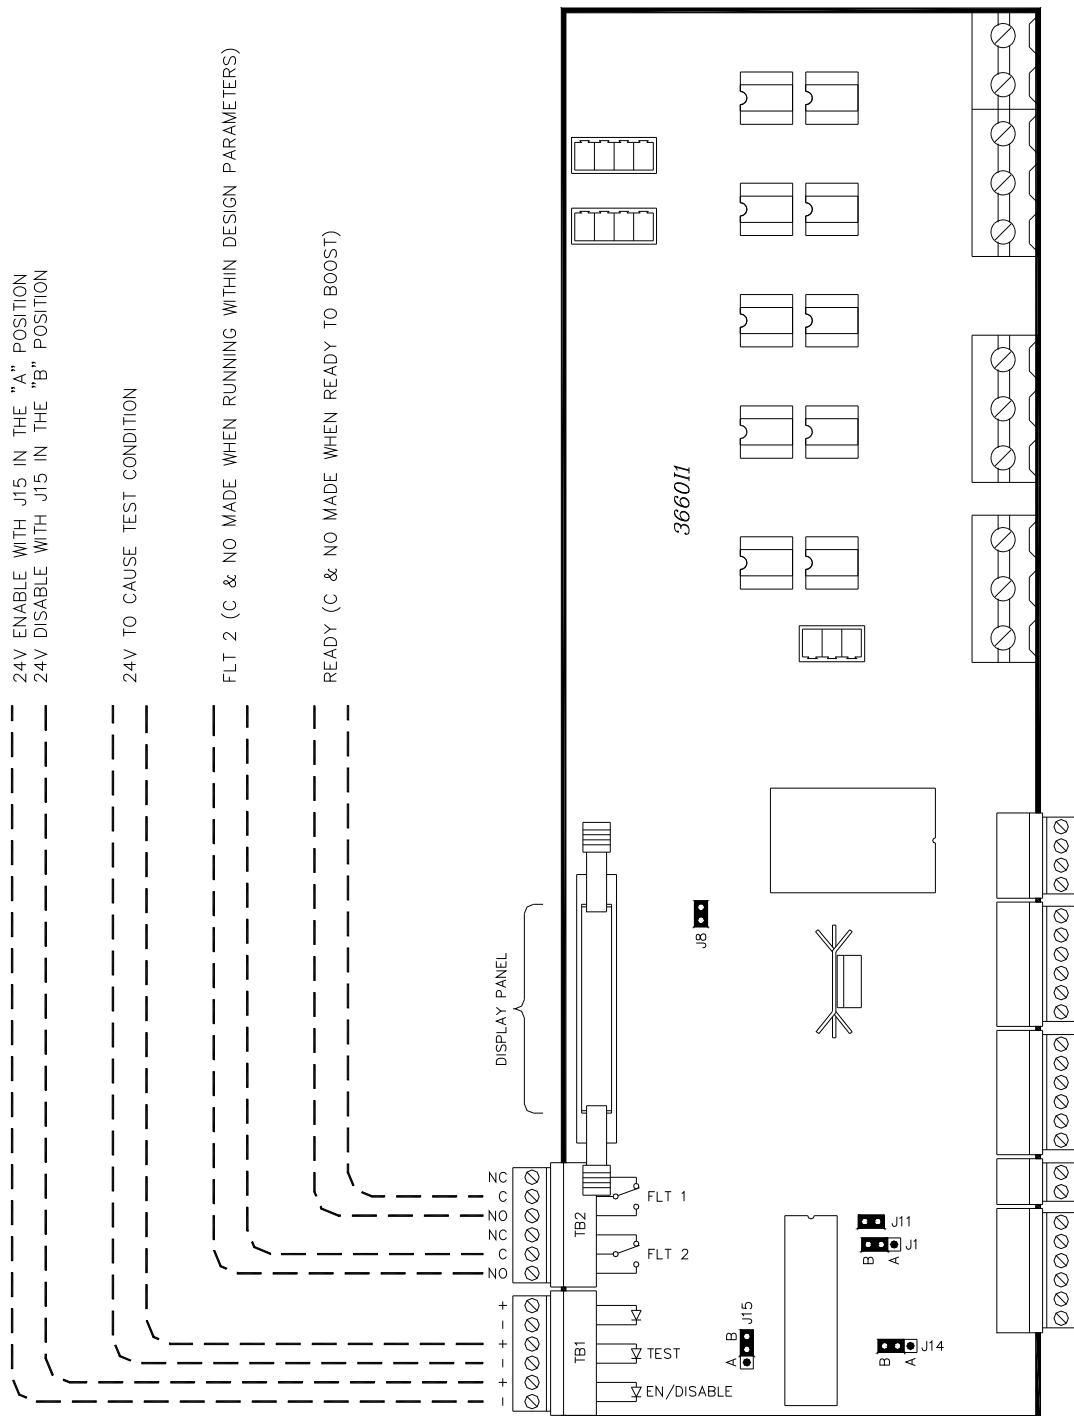 24V ENABLE WITH J15 IN THE "A" POSITION
24V DISABLE WITH J15 IN THE "B" POSITION
24V TO CAUSE TEST CONDITION
FLT 2 (C & NO MADE WHEN RUNNING WITHIN DESIGN PARAMETERS)
READY (C & NO MADE WHEN READY TO BOOST)
3660I1
DISPLAY PANEL
J8
NC
C
NO
NC
C
NO
TB2
FLT 1
FLT 2
+
-
+
-
+
-
TB1
TEST
EN/DISABLE
A B J15
J11
B A J1
B A J14